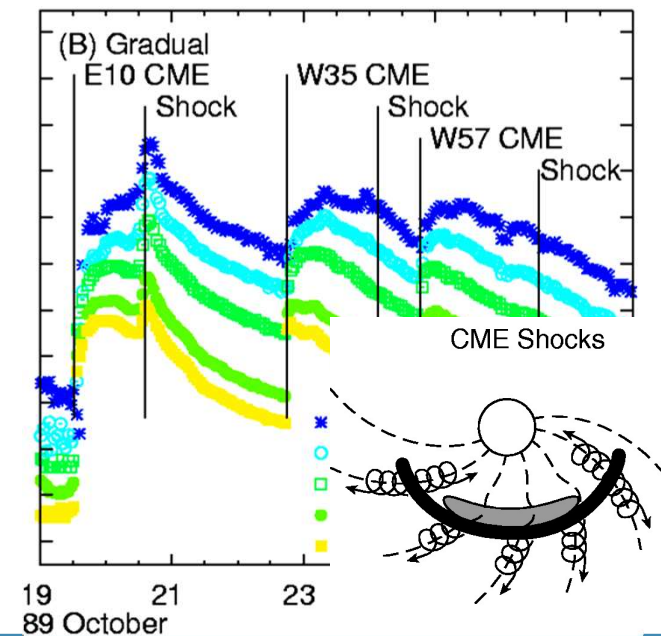 (B) Gradual
E10 CME
W35 CME
Shock
Shock
W57 CME
Shock
CME Shocks
19 21 23
89 October